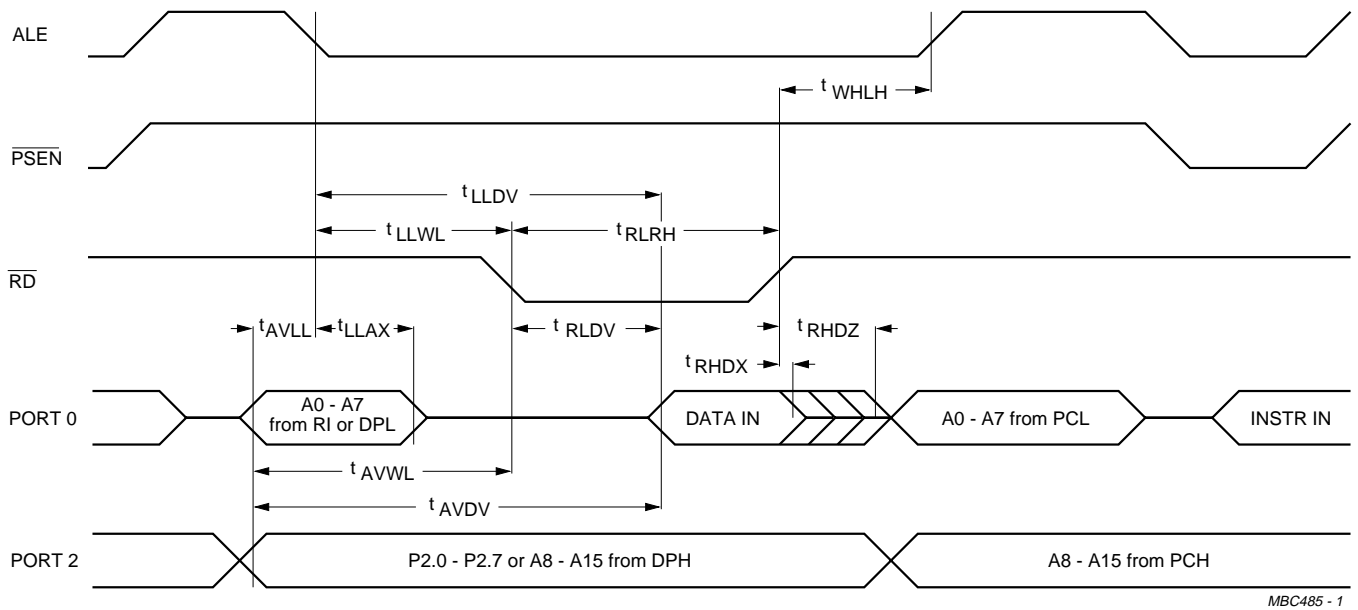 ALE
t WHLH
PSEN
t LLDV
t LLWL
t RLRH
RD
tAVLL
tLLAX
t RLDV
t RHDZ
t RHDX
PORT 0
A0 - A7
from RI or DPL
DATA IN
A0 - A7 from PCL
INSTR IN
t AVWL
t AVDV
PORT 2
P2.0 - P2.7 or A8 - A15 from DPH
A8 - A15 from PCH
MBC485 - 1